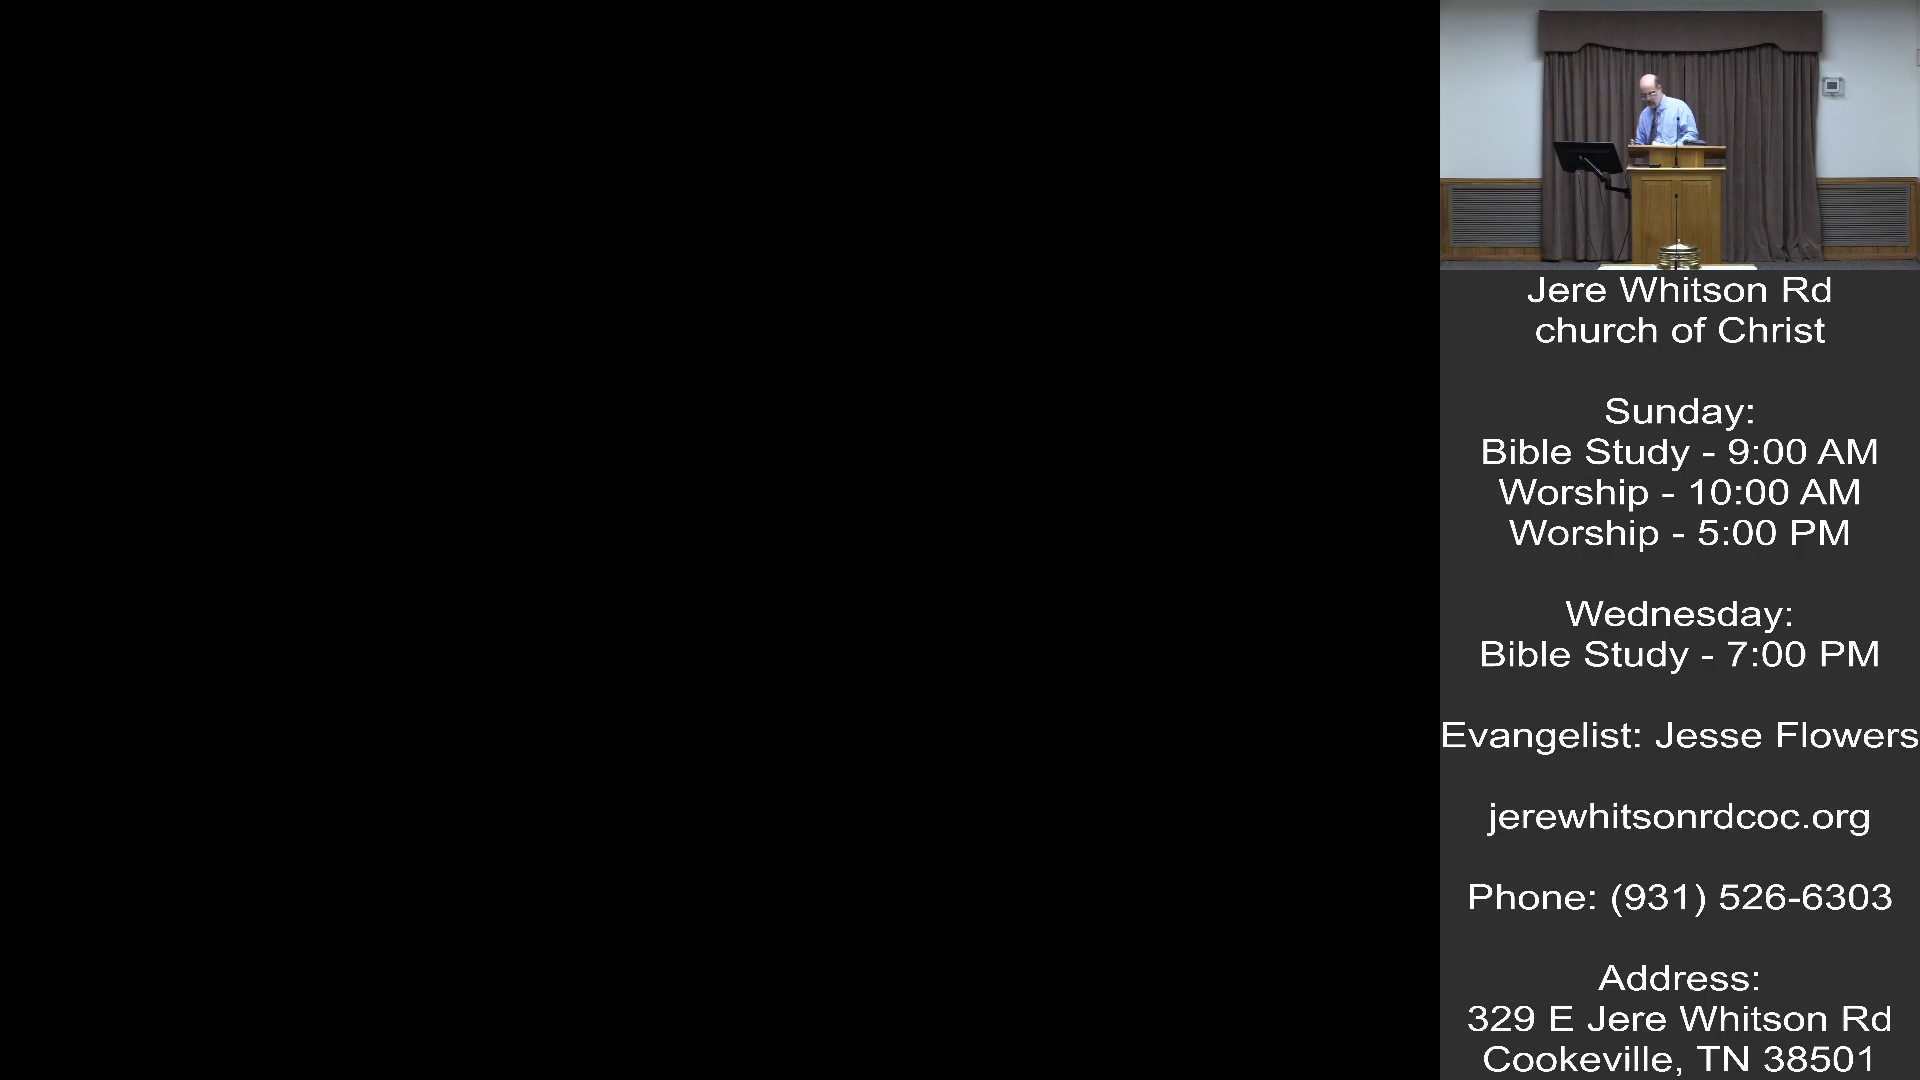 Jere Whitson Rd
church of Christ
Sunday:
Bible Study - 9:00 AM
Worship - 10:00 AM
Worship - 5:00 PM
Wednesday:
Bible Study - 7:00 PM
Evangelist: Jesse Flowers
jerewhitsonrdcoc.org
Phone: (931) 526-6303
Address:
329 E Jere Whitson Rd
Cookeville, TN 38501